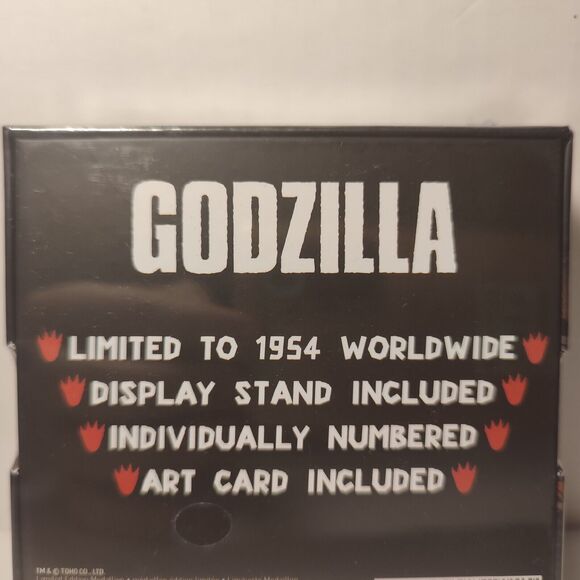 GODZILLA
LIMITED TO 1954 WORLDWIDE
DISPLAY STAND INCLUDED
INDIVIDUALLY NUMBERED
ART CARD INCLUDED
TM & © TOHO CO., LTD.